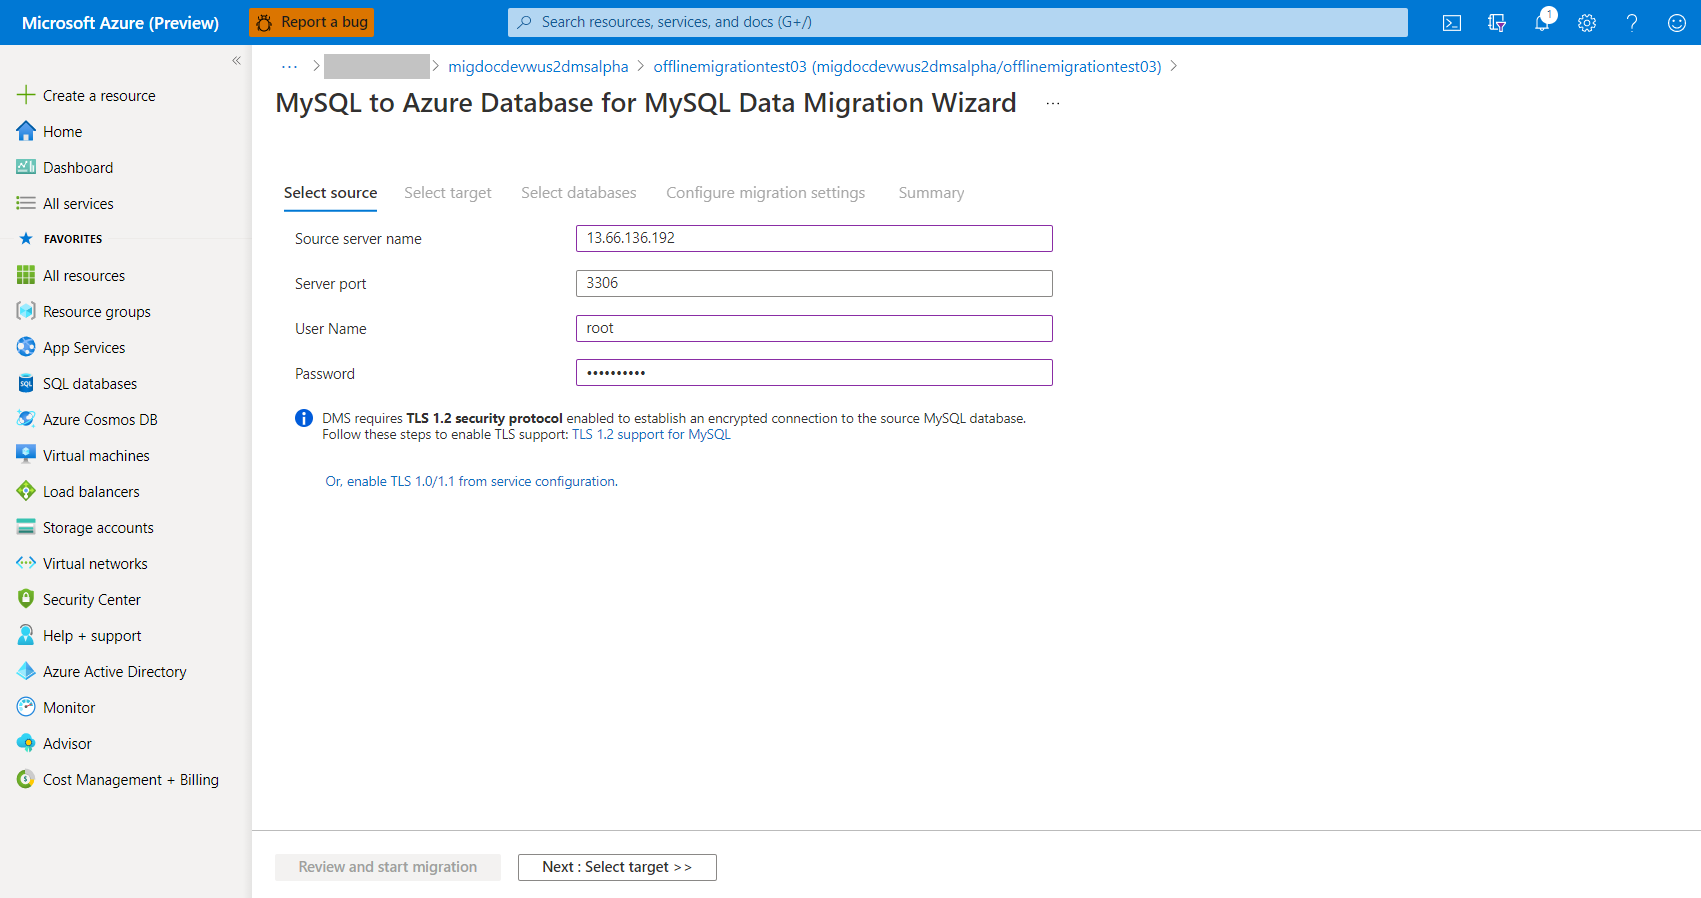 Microsoft Azure (Preview)
Report a bug
Search resources, services, and docs (G+/)
1
Create a resource
Home
Dashboard
All services
FAVORITES
All resources
Resource groups
App Services
SQL databases
Azure Cosmos DB
Virtual machines
Load balancers
Storage accounts
Virtual networks
Security Center
Help + support
Azure Active Directory
Monitor
Advisor
Cost Management + Billing
... > > migdocdevwus2dmsalpha > offlinemigrationtest03 (migdocdevwus2dmsalpha/offlinemigrationtest03) >
MySQL to Azure Database for MySQL Data Migration Wizard ...
Select source Select target Select databases Configure migration settings Summary
Source server name 13.66.136.192
Server port 3306
User Name root
Password ••••••••••
DMS requires TLS 1.2 security protocol enabled to establish an encrypted connection to the source MySQL database.
Follow these steps to enable TLS support: TLS 1.2 support for MySQL
Or, enable TLS 1.0/1.1 from service configuration.
Review and start migration
Next : Select target >>